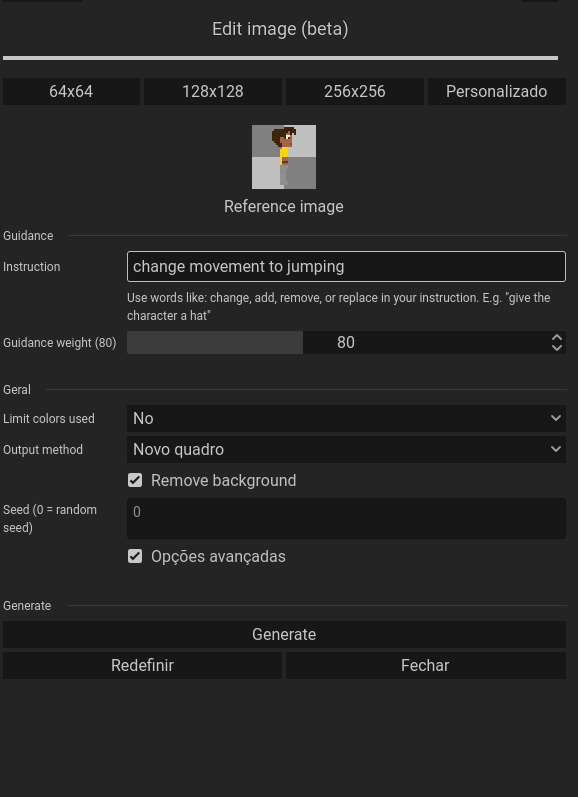 Edit image (beta)
64x64
128x128
256x256
Personalizado
Reference image
Guidance
Instruction
change movement to jumping
Use words like: change, add, remove, or replace in your instruction. E.g. "give the
character a hat"
Guidance weight (80)
80
Geral
Limit colors used
No
Output method
Novo quadro
Remove background
Seed (0 = random
seed)
0
Opções avançadas
Generate
Generate
Redefinir
Fechar